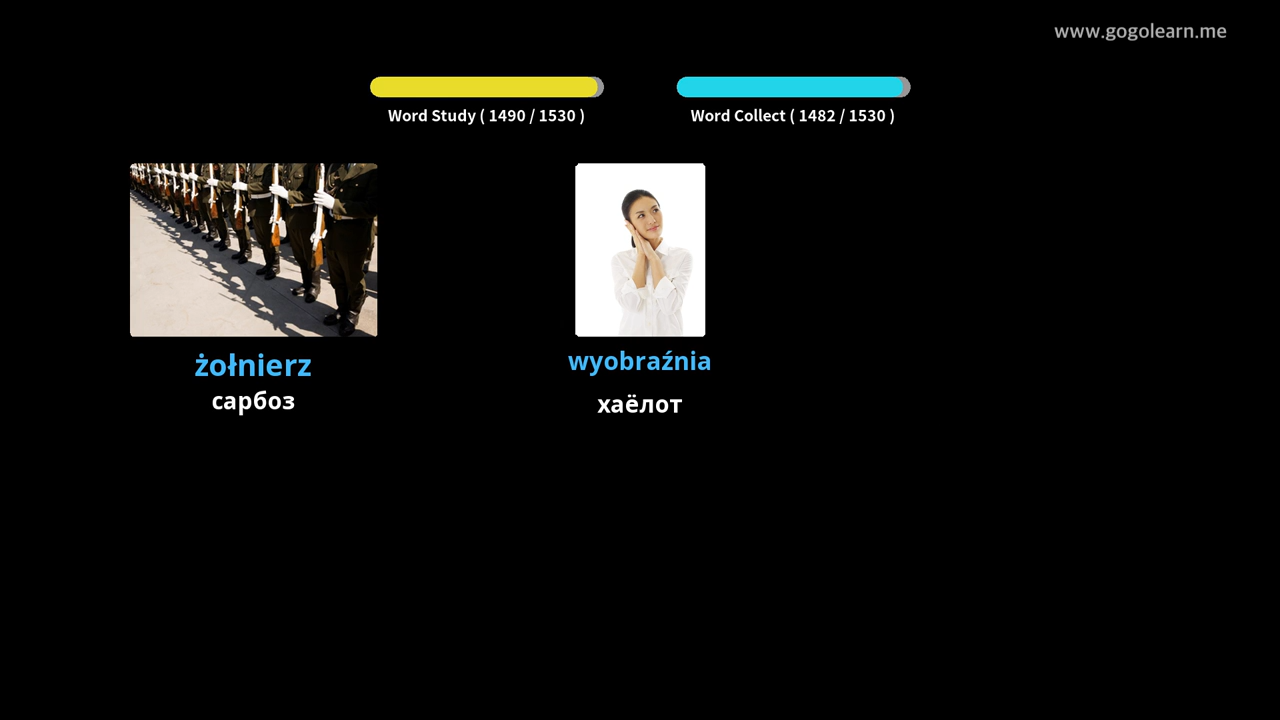 www.gogolearn.me
Word Study ( 1490 / 1530 )
Word Collect ( 1482 / 1530 )
żołnierz
сарбоз
wyobraźnia
хаёлот